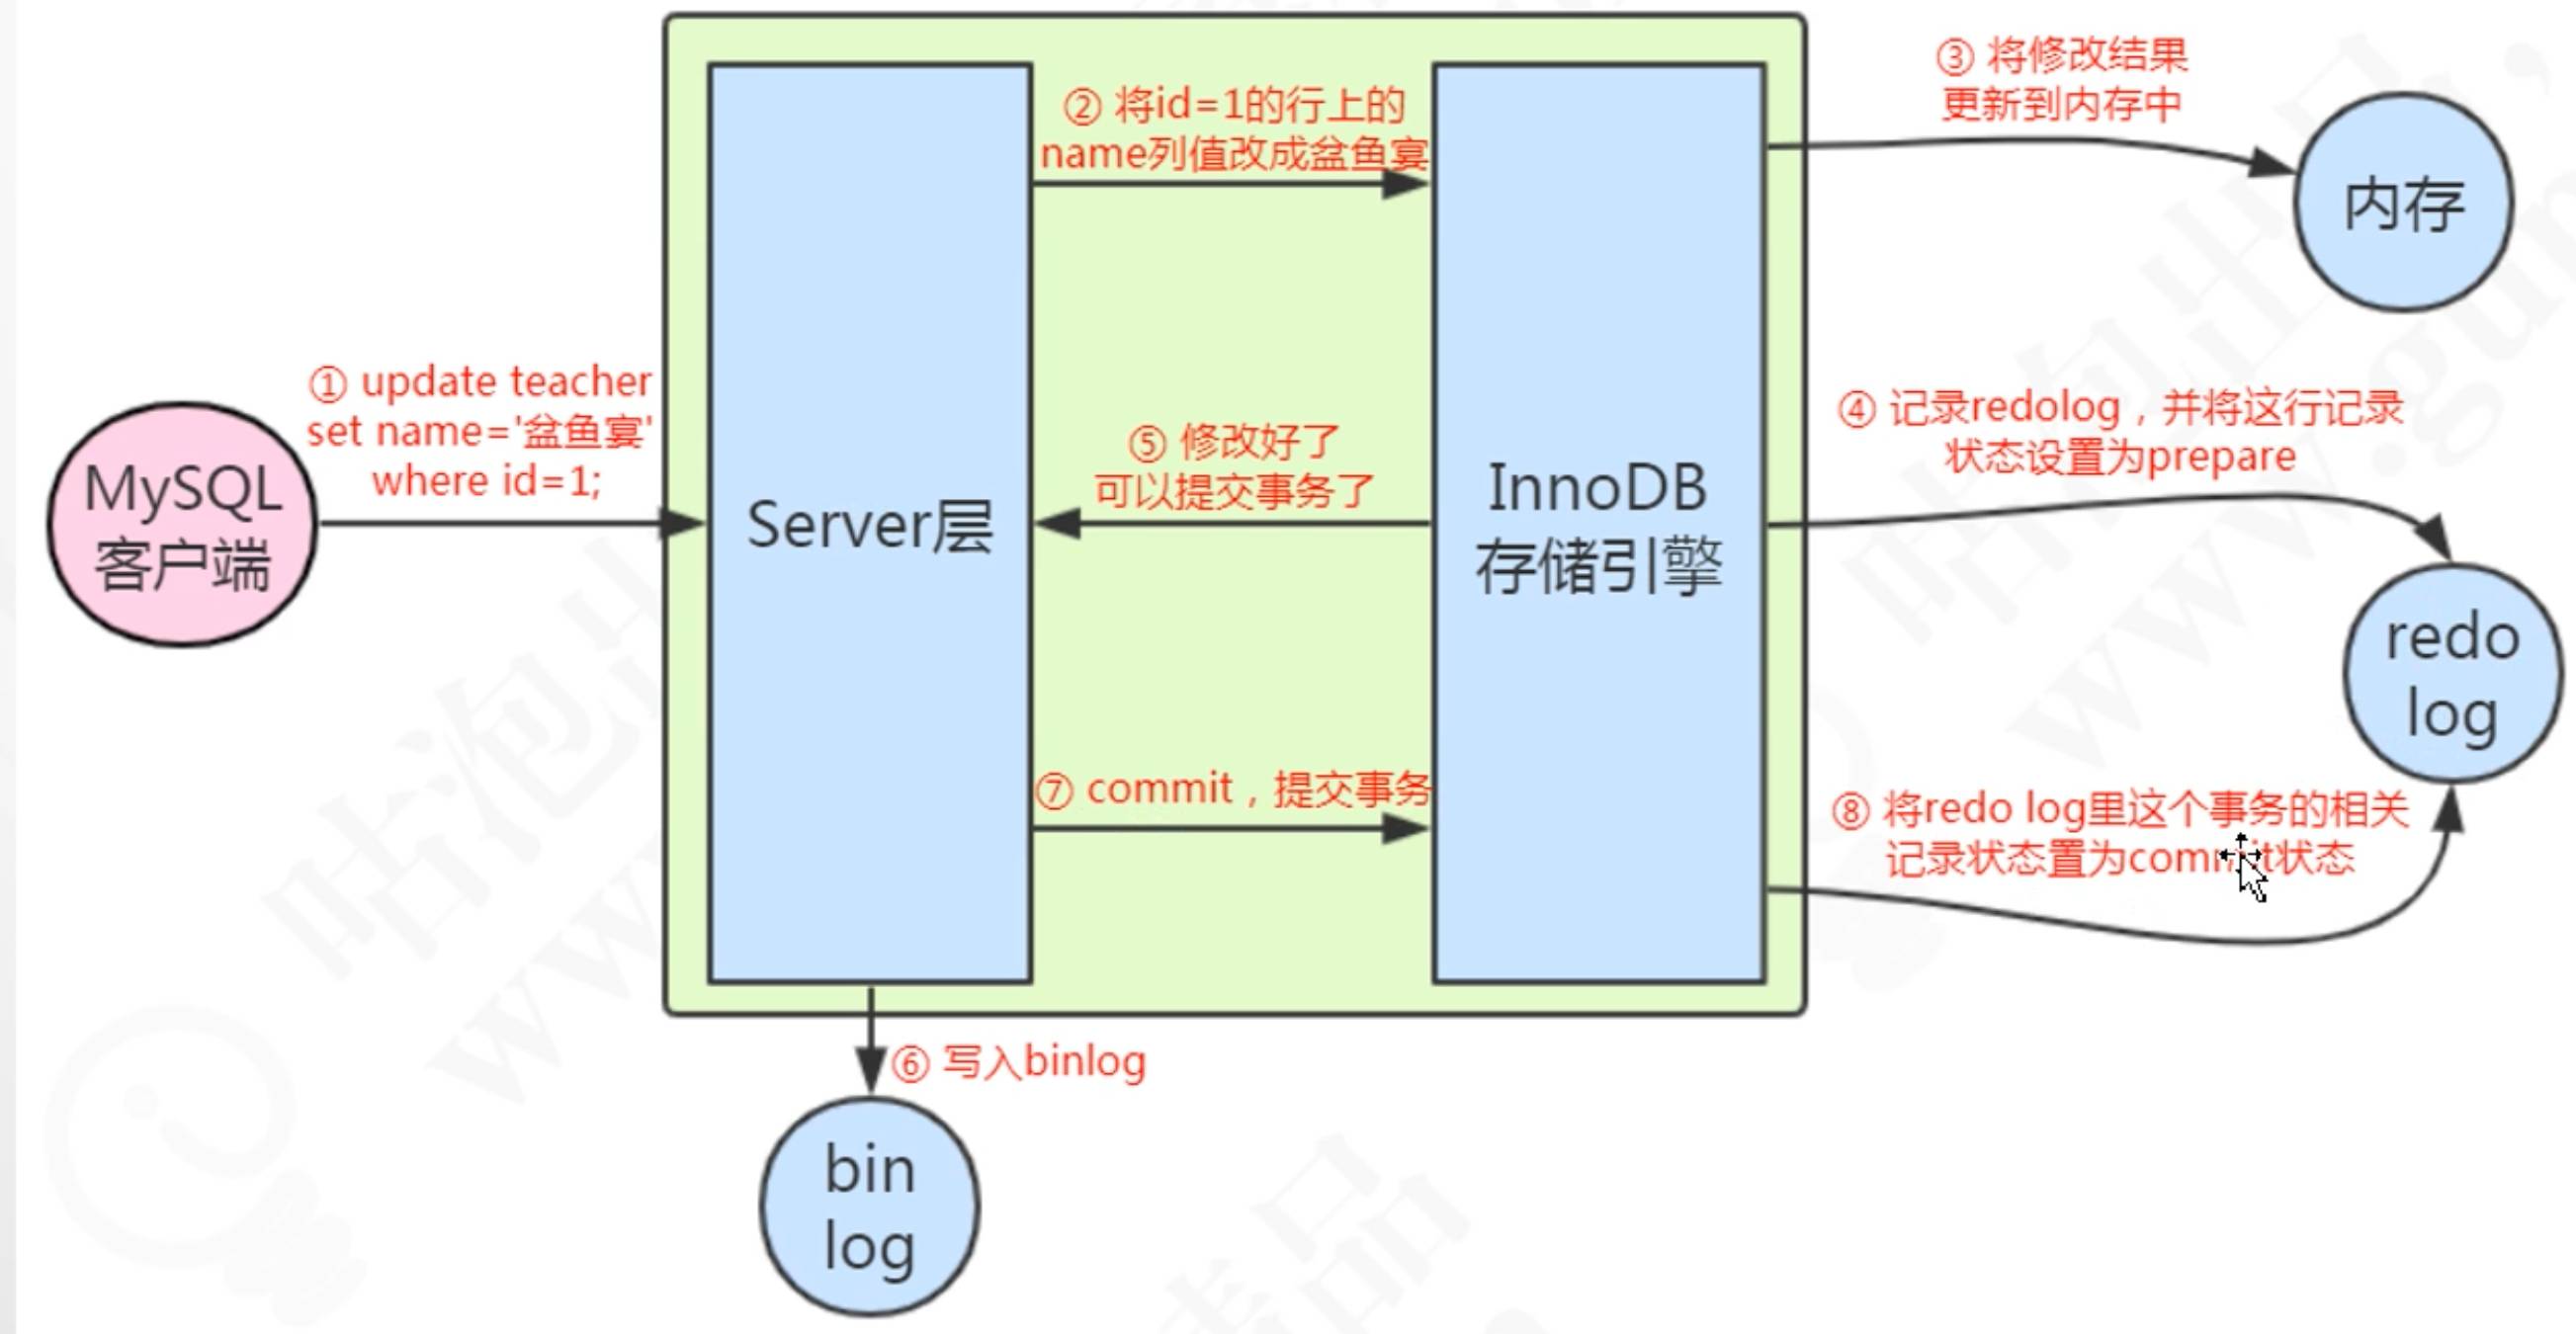 ① update teacher
set name='盆鱼宴'
where id=1;
MySQL
客户端
Server层
② 将id=1的行上的
name列值改成盆鱼宴
⑤ 修改好了
可以提交事务了
⑦ commit，提交事务
InnoDB
存储引擎
③ 将修改结果
更新到内存中
内存
④ 记录redolog，并将这行记录
状态设置为prepare
redo
log
⑧ 将redo log里这个事务的相关
记录状态置为commit状态
⑥ 写入binlog
bin
log